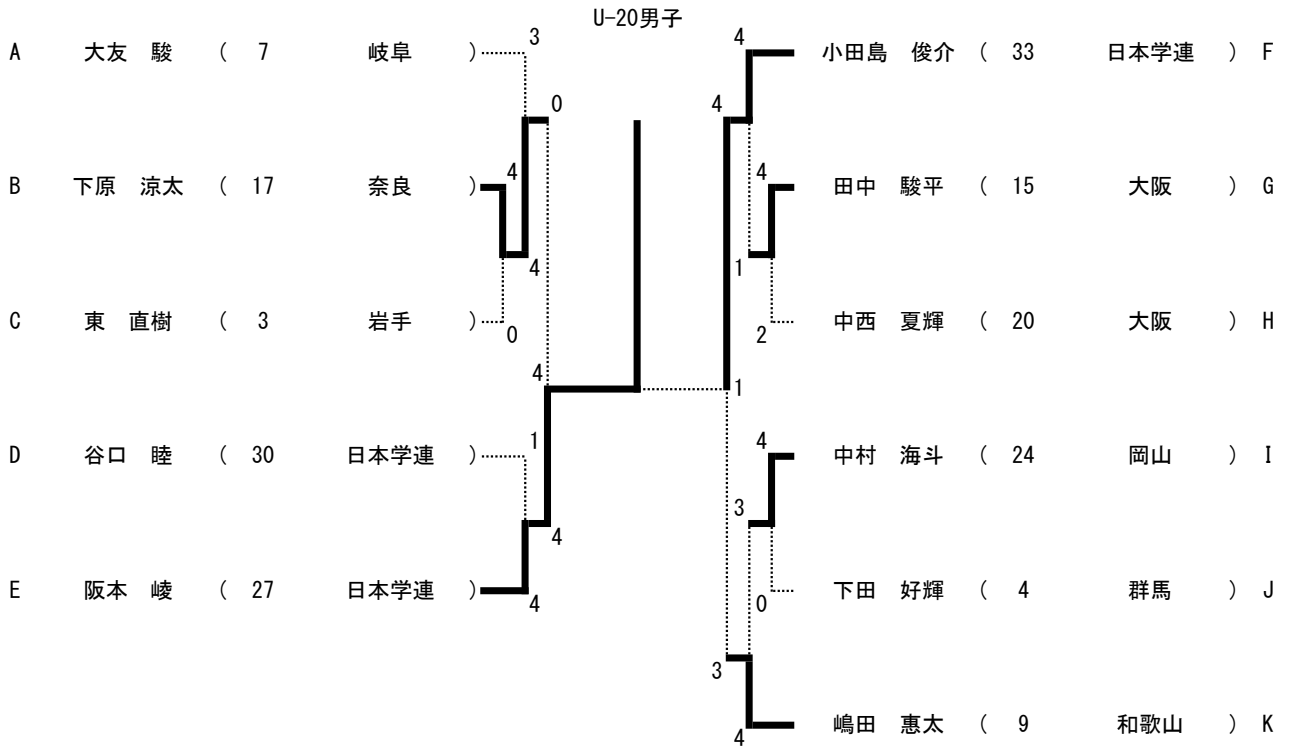 U-20男子
3 4
A 大友 駿 ( 7 岐阜 ) 小田島 俊介 ( 33 日本学連 ) F
0 4
4 4
B 下原 涼太 ( 17 奈良 ) 田中 駿平 ( 15 大阪 ) G
4 1
C 東 直樹 ( 3 岩手 ) 中西 夏輝 ( 20 大阪 ) H
0 2
4 1
1 4
D 谷口 睦 ( 30 日本学連 ) 中村 海斗 ( 24 岡山 ) I
3
4
E 阪本 崚 ( 27 日本学連 ) 下田 好輝 ( 4 群馬 ) J
4 0
3
嶋田 惠太 ( 9 和歌山 ) K
4